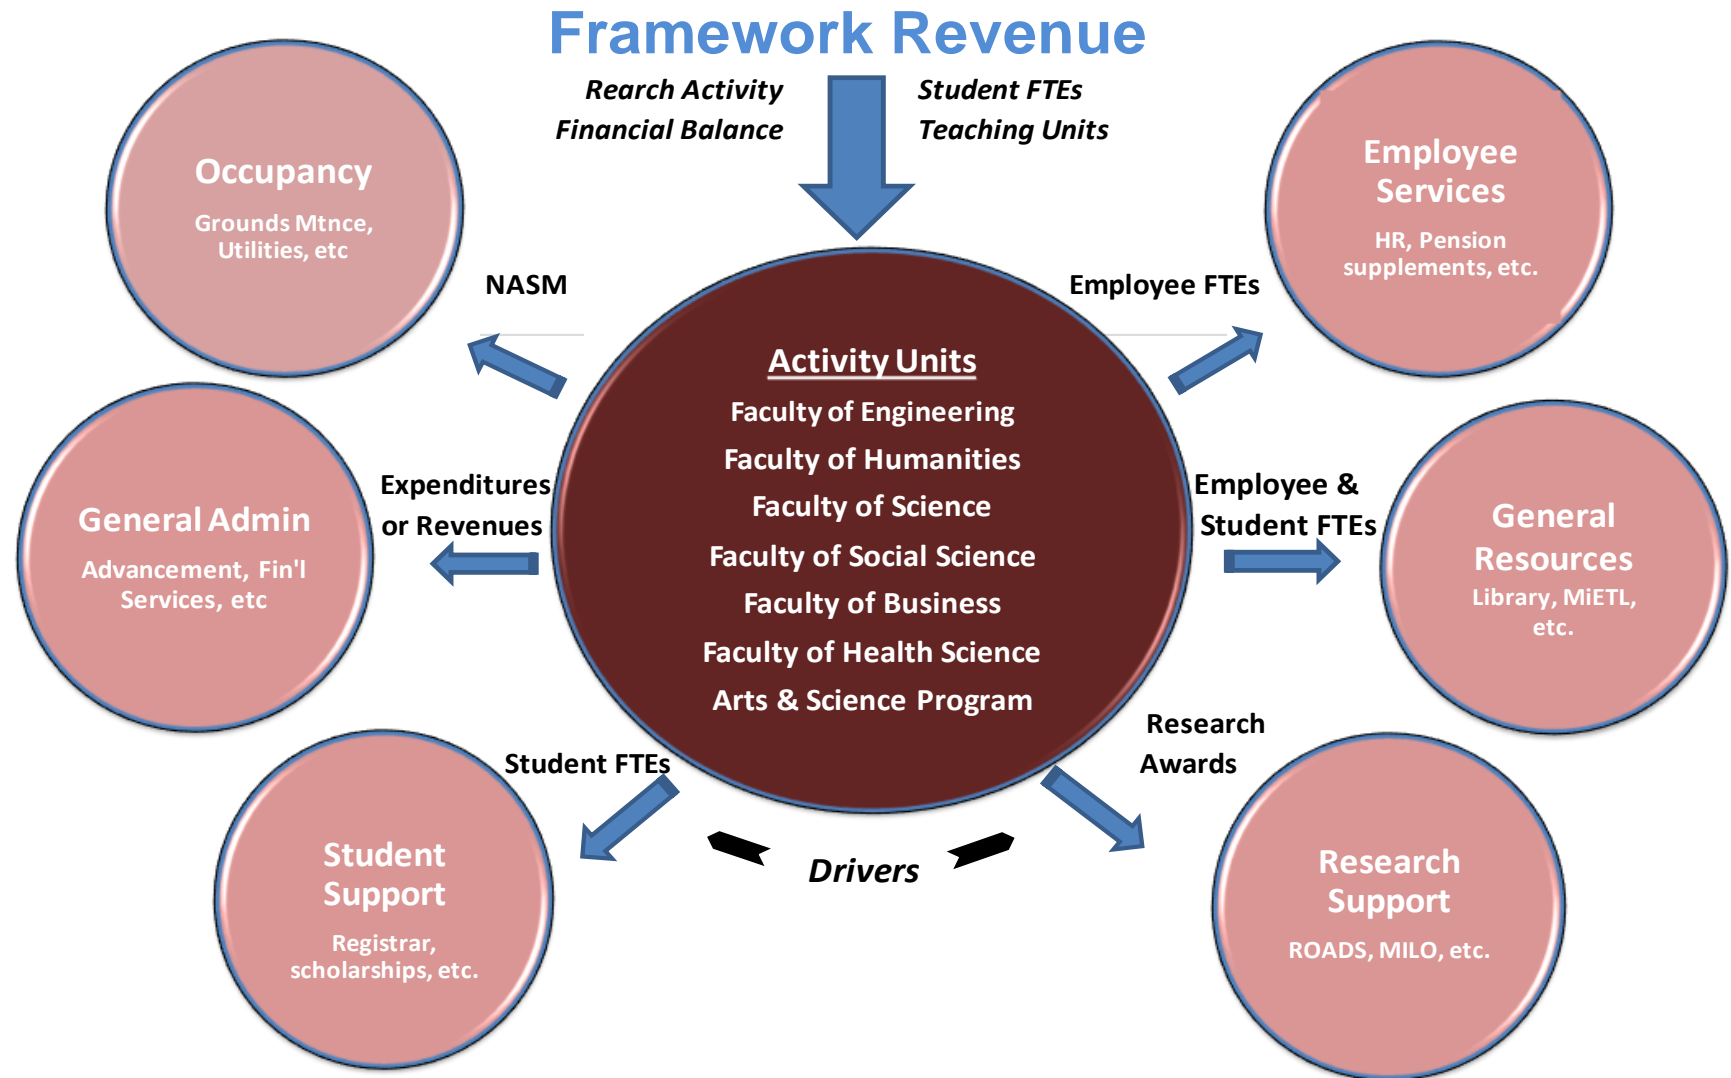 Framework Revenue
Rearch Activity
Financial Balance
Student FTEs
Teaching Units
Occupancy
Grounds Mtnce,
Utilities, etc
Employee
Services
HR, Pension
supplements, etc.
NASM
Employee FTEs
Activity Units
Faculty of Engineering
Faculty of Humanities
Faculty of Science
Faculty of Social Science
Faculty of Business
Faculty of Health Science
Arts & Science Program
General Admin
Advancement, Fin'l
Services, etc
Expenditures
or Revenues
Employee &
Student FTEs
General
Resources
Library, MiETL,
etc.
Student FTEs
Research
Awards
Student
Support
Registrar,
scholarships, etc.
Drivers
Research
Support
ROADS, MILO, etc.